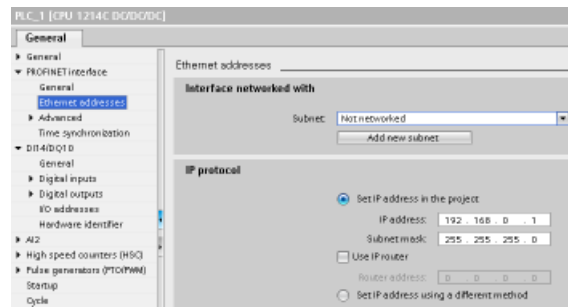 PLC_1 [CPU 1214C DC/DC/DC]
General
General
PROFINET interface
General
Ethernet addresses
Advanced
Time synchronization
DI14/DQ10
General
Digital inputs
Digital outputs
I/O addresses
Hardware identifier
AI2
High speed counters (HSC)
Pulse generators (PTO/PWM)
Startup
Cycle
Ethernet addresses
Interface networked with
Subnet: Not networked
Add new subnet
IP protocol
Set IP address in the project
IP address: 192 . 168 . 0 . 1
Subnet mask: 255 . 255 . 255 . 0
Use IP router
Router address: 0 . 0 . 0 . 0
Set IP address using a different method